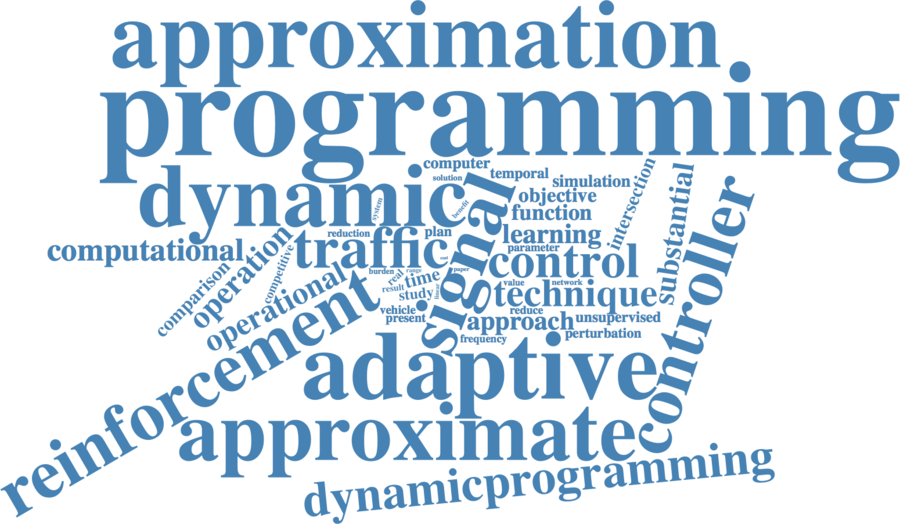 approximation
programming
computer
dynamic
solution
temporal
simulation
intersection
substantial
controller
system
benefit
signal
objective
function
reduction
plan
learning
computational
operation
traffic
parameter
control
comparison
competitive
operational
burden
real
range
paper
time
result
study
linear
value
network
technique
reinforcement
vehicle
present
reduce
approach
unsupervised
frequency
perturbation
adaptive
approximate
dynamicprogramming